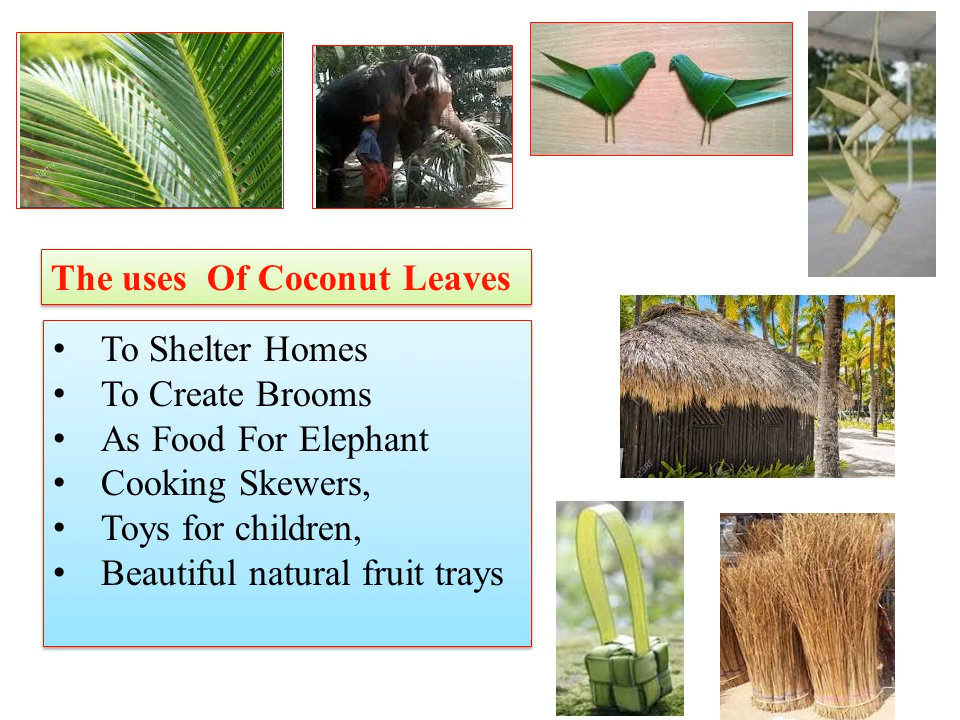 The uses Of Coconut Leaves
• To Shelter Homes
• To Create Brooms
• As Food For Elephant
• Cooking Skewers,
• Toys for children,
• Beautiful natural fruit trays